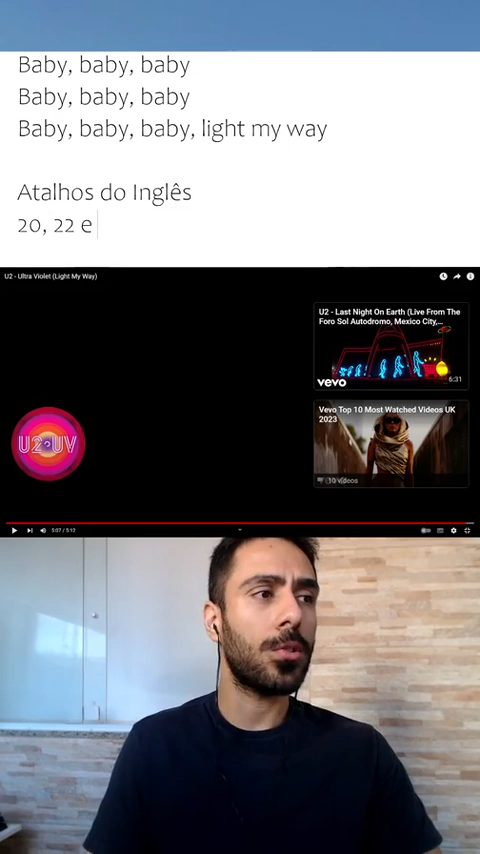 Baby, baby, baby
Baby, baby, baby
Baby, baby, baby, light my way
Atalhos do Inglês
20, 22 e
U2 - Ultra Violet (Light My Way)
U2 - Last Night On Earth (Live From The
Foro Sol Autodromo, Mexico City,...
vevo
6:31
Vevo Top 10 Most Watched Videos UK
2023
10 videos
U2 UV
5:07 / 5:12